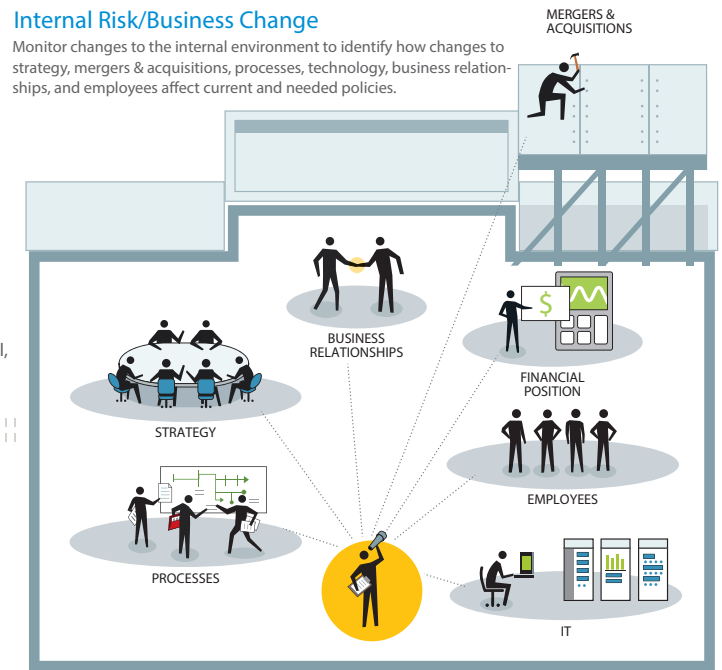 Internal Risk/Business Change
Monitor changes to the internal environment to identify how changes to
strategy, mergers & acquisitions, processes, technology, business relation-
ships, and employees affect current and needed policies.
MERGERS &
ACQUISITIONS
BUSINESS
RELATIONSHIPS
$
FINANCIAL
POSITION
l,
STRATEGY
EMPLOYEES
PROCESSES
IT